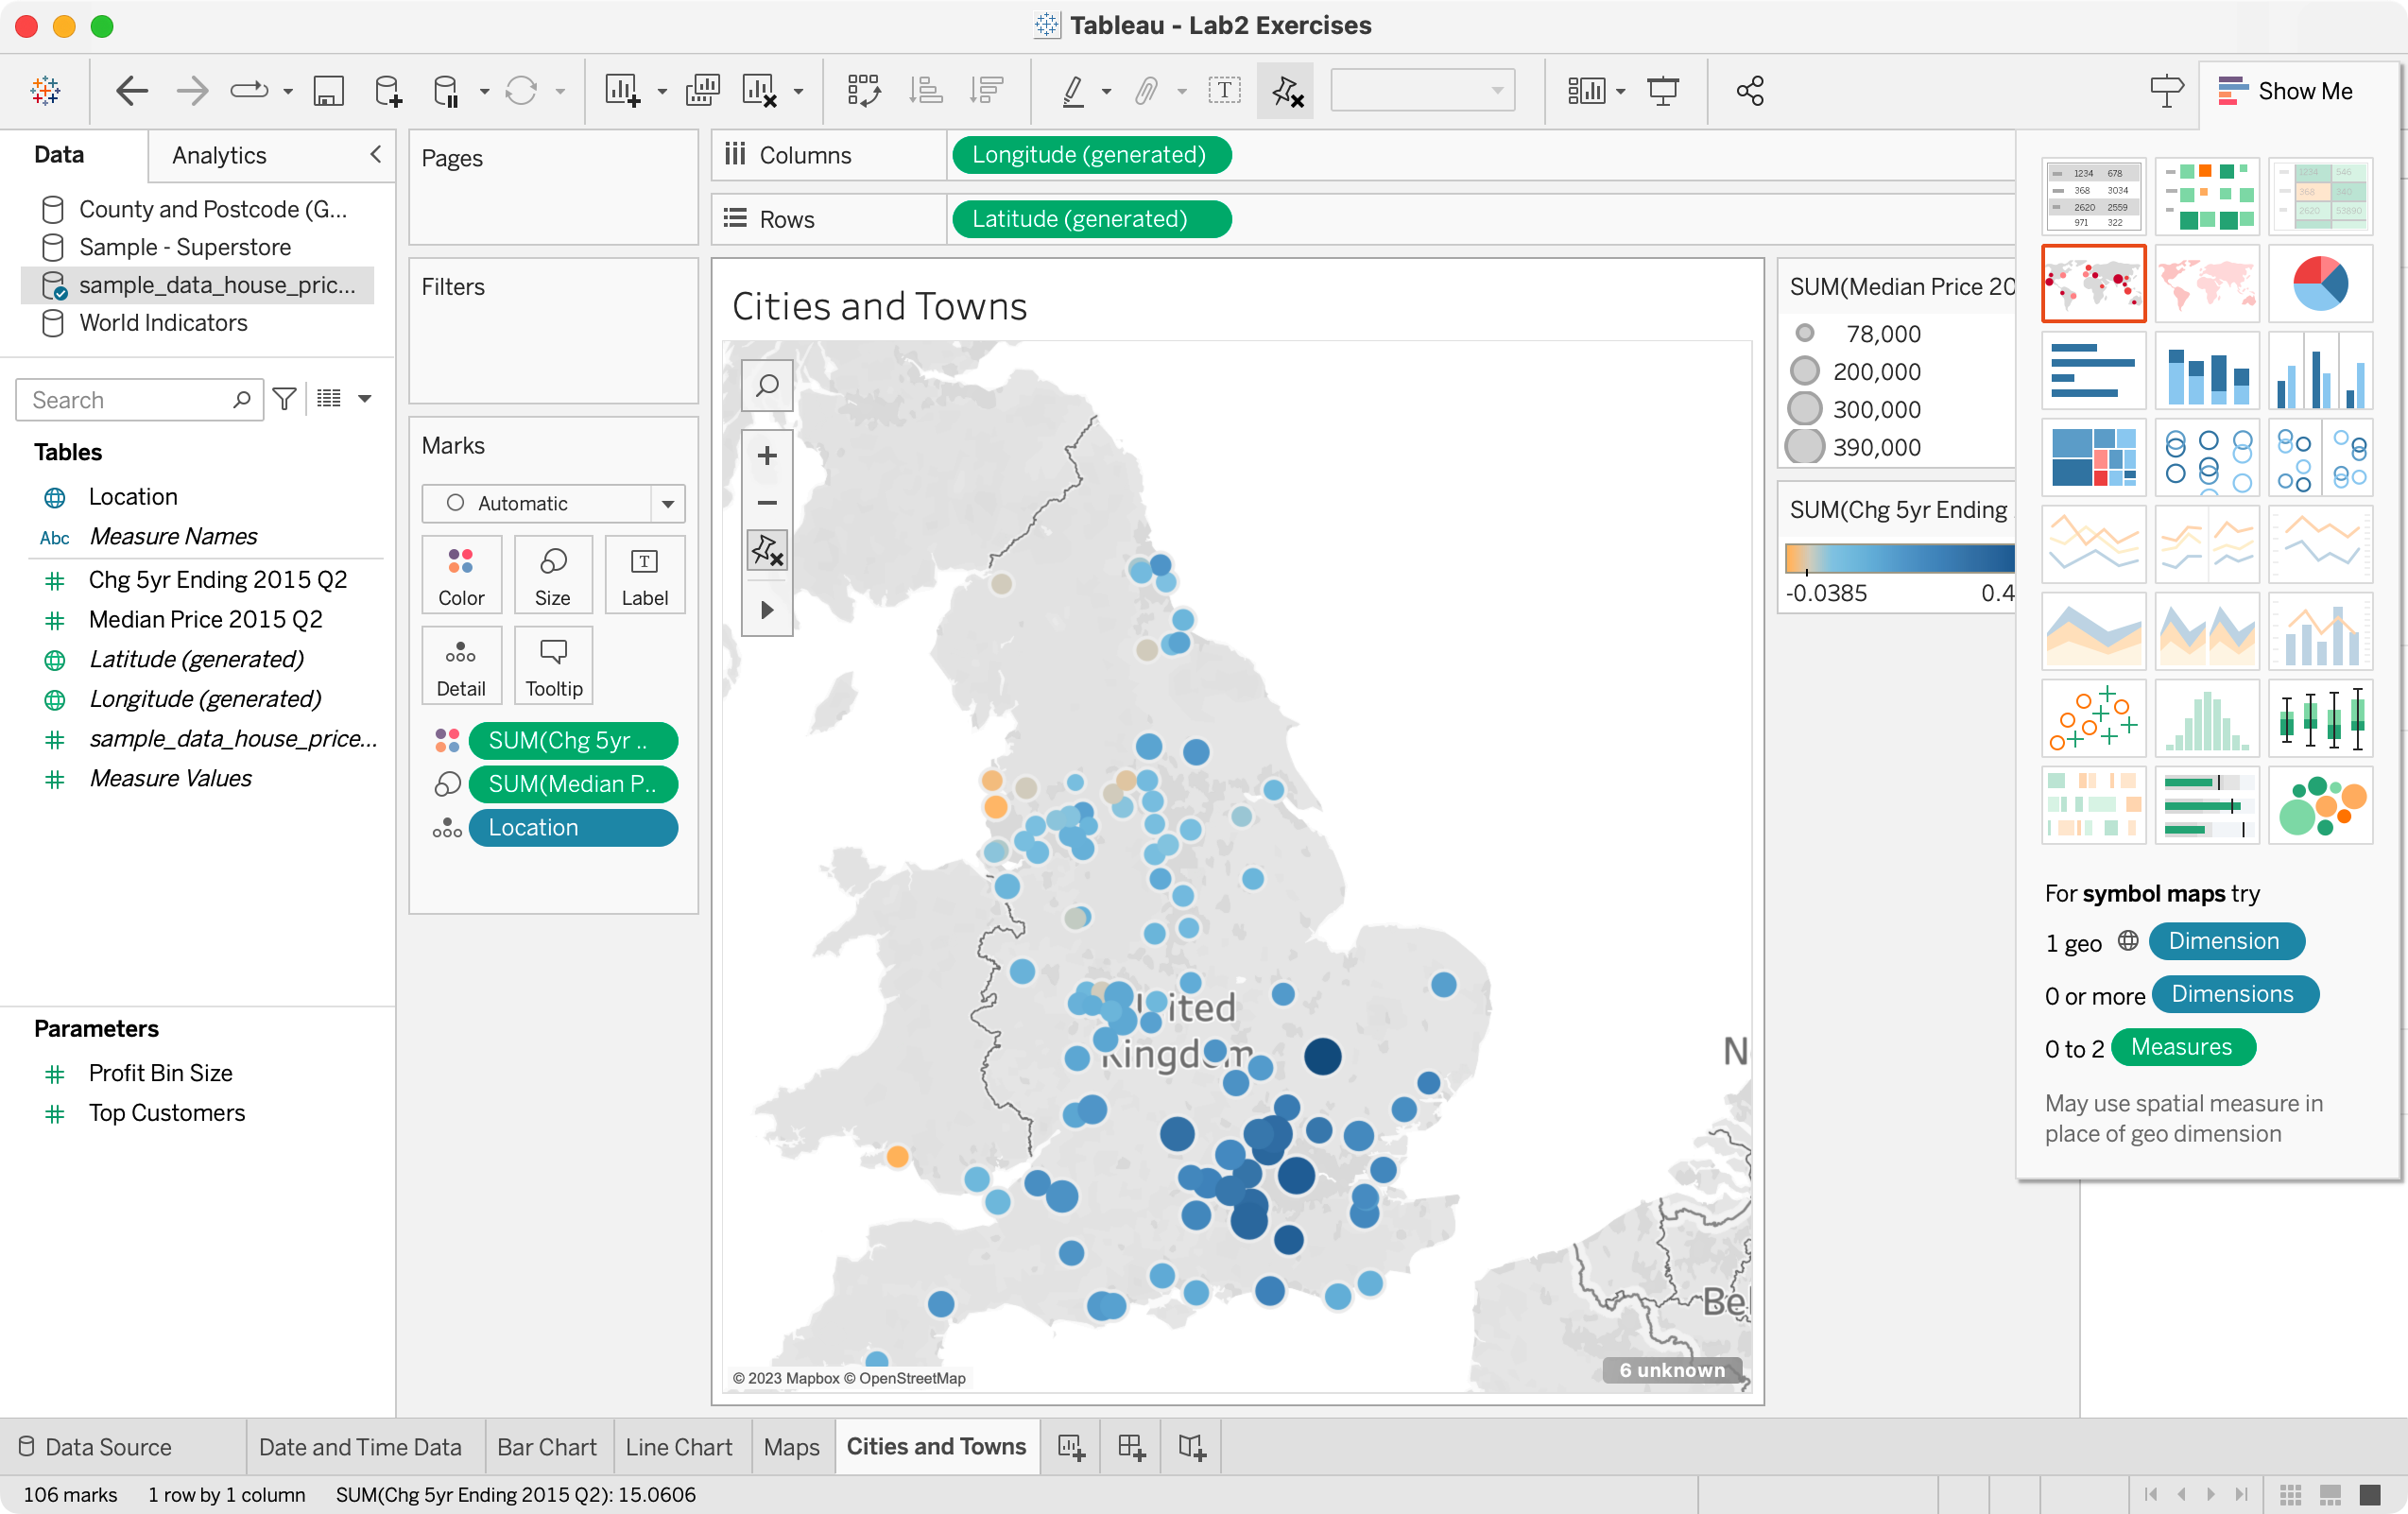 Tableau - Lab2 Exercises
Show Me
Data
Analytics
County and Postcode (G...
Sample - Superstore
sample_data_house_pric...
World Indicators
Search
Tables
Location
Abc Measure Names
Chg 5yr Ending 2015 Q2
Median Price 2015 Q2
Latitude (generated)
Longitude (generated)
sample_data_house_price...
Measure Values
Parameters
Profit Bin Size
Top Customers
Pages
Filters
Marks
Automatic
Color
Size
Label
Detail
Tooltip
SUM(Chg 5yr ..
SUM(Median P..
Location
Columns
Longitude (generated)
Rows
Latitude (generated)
Cities and Towns
United
Kingdom
N
Bel
© 2023 Mapbox © OpenStreetMap
6 unknown
SUM(Median Price 20
78,000
200,000
300,000
390,000
SUM(Chg 5yr Ending
-0.0385
0.4
1234 678
368 3034
2620 2559
971 322
1234 546
368 340
2620 53890
For symbol maps try
1 geo Dimension
0 or more Dimensions
0 to 2 Measures
May use spatial measure in
place of geo dimension
Data Source
Date and Time Data
Bar Chart
Line Chart
Maps
Cities and Towns
106 marks
1 row by 1 column
SUM(Chg 5yr Ending 2015 Q2): 15.0606